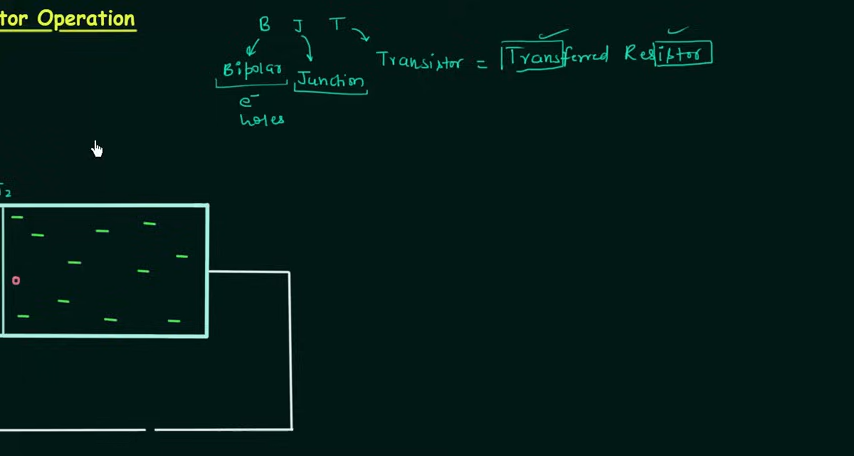 tor Operation
B J T
Bipolar
Junction
Transistor = Transferred Resistor
e⁻
holes